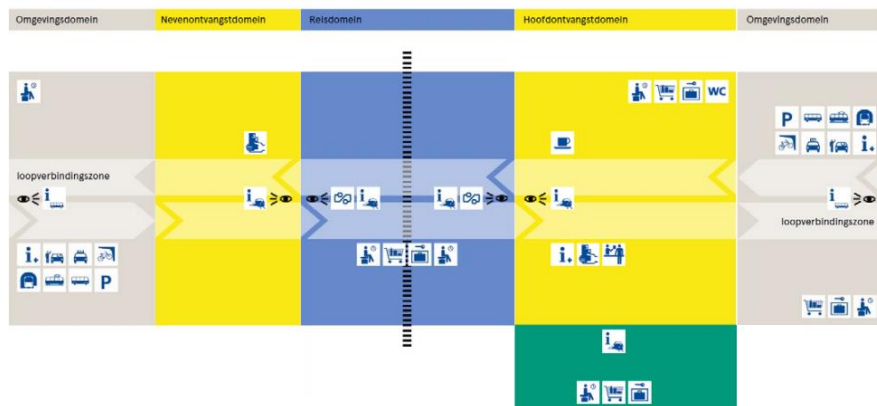 Omgevingsdomein
Nevenontvangstdomein
Reisdomein
Hoofdontvangstdomein
Omgevingsdomein
WC
P
i+
loopverbindingszone
i
i
i
i
i
i
loopverbindingszone
i+
P
i+
i